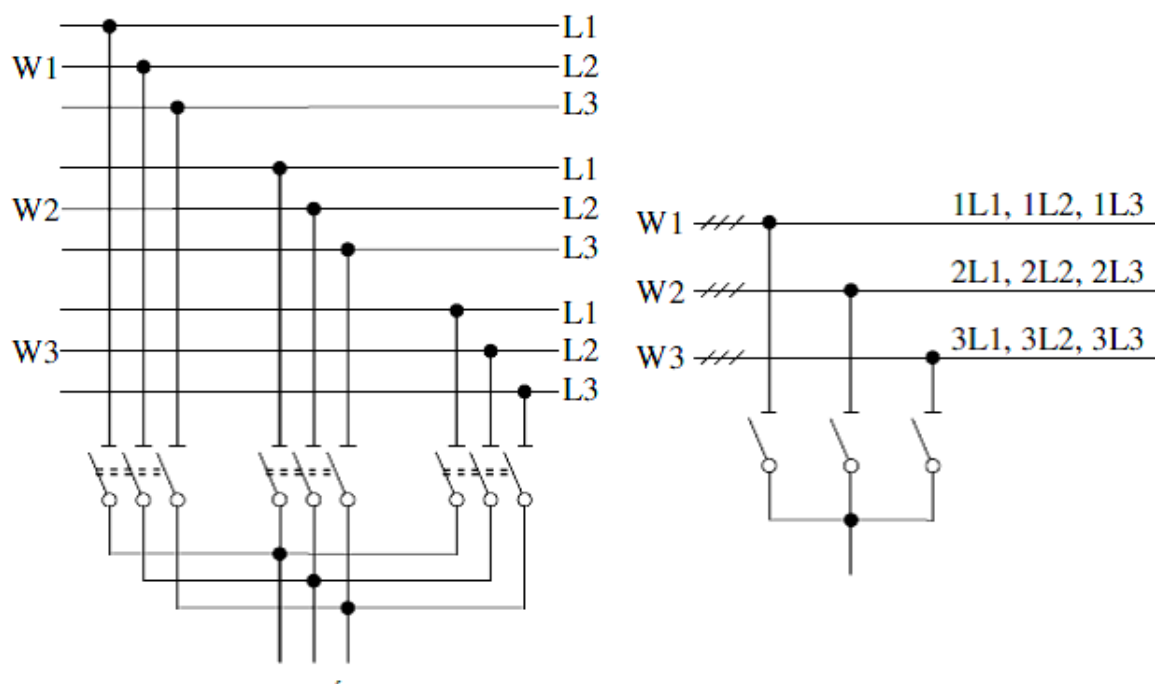 L1
W1 L2
L3
L1
W2 L2
L3
L1
W3 L2
L3
W1 1L1, 1L2, 1L3
W2 2L1, 2L2, 2L3
W3 3L1, 3L2, 3L3